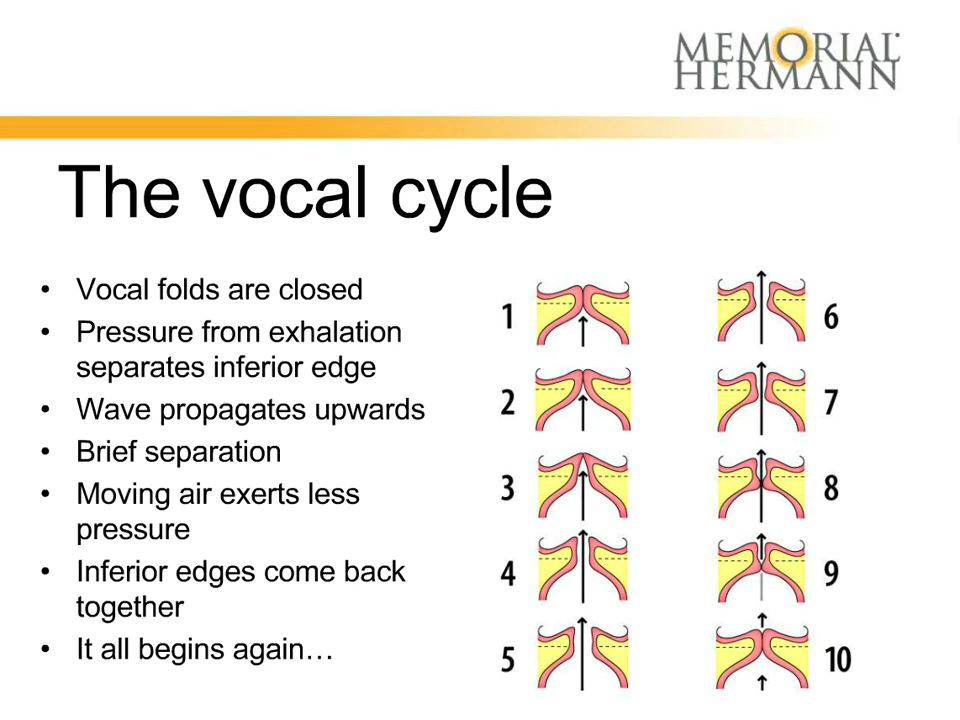 MEMORIAL
HERMANN
The vocal cycle
• Vocal folds are closed
• Pressure from exhalation
separates inferior edge
• Wave propagates upwards
• Brief separation
• Moving air exerts less
pressure
• Inferior edges come back
together
• It all begins again…
1
2
3
4
5
6
7
8
9
10